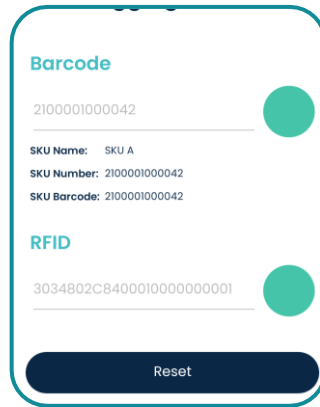 Barcode
2100001000042
SKU Name: SKU A
SKU Number: 2100001000042
SKU Barcode: 2100001000042
RFID
3034802C8400010000000001
Reset